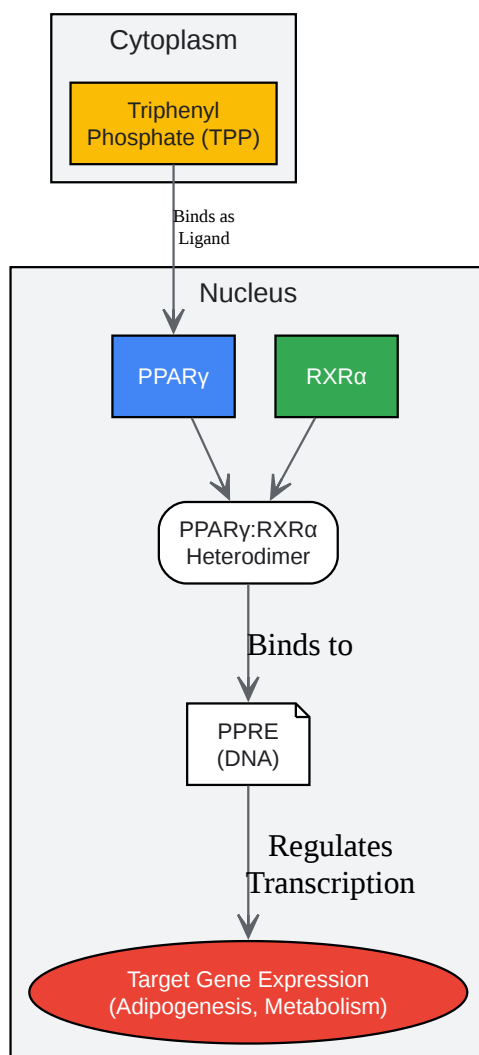 Cytoplasm
Triphenyl
Phosphate (TPP)
Binds as
Ligand
Nucleus
PPARγ
RXRα
PPARγ:RXRα
Heterodimer
Binds to
PPRE
(DNA)
Regulates
Transcription
Target Gene Expression
(Adipogenesis, Metabolism)